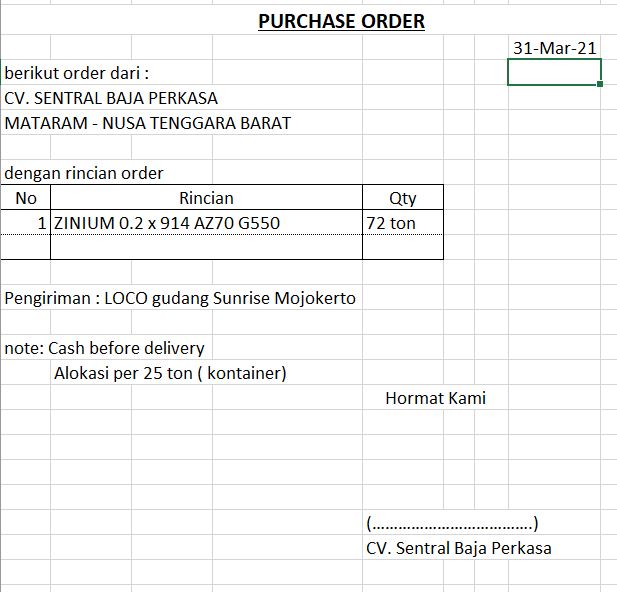 PURCHASE ORDER
31-Mar-21
berikut order dari :
CV. SENTRAL BAJA PERKASA
MATARAM - NUSA TENGGARA BARAT
dengan rincian order
No Rincian Qty
1 ZINIUM 0.2 x 914 AZ70 G550 72 ton
Pengiriman : LOCO gudang Sunrise Mojokerto
note: Cash before delivery
Alokasi per 25 ton ( kontainer)
Hormat Kami
(……………………………….)
CV. Sentral Baja Perkasa